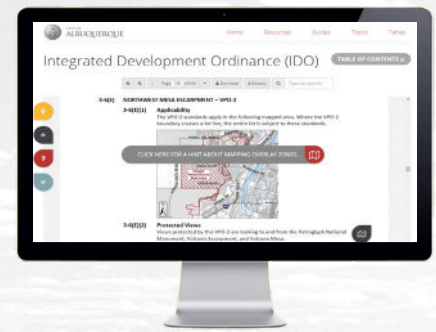 ALBUQUERQUE
Home Resources Guides Topics Tables
Integrated Development Ordinance (IDO)
TABLE OF CONTENTS
Page
Download
Type to search
NORTHWEST MESA ESCARPMENT – VPO-2
Applicability
The VPO-2 standards apply in the following mapped area. Where the VPO-2
boundary crosses a lot line, the entire lot is subject to these standards.
CLICK HERE FOR A HINT ABOUT MAPPING OVERLAY ZONES
Protected Views
Views protected by this VPO-2 are looking to and from the Petroglyph National
Monument, Volcanic Escarpment, and Volcano Mesa.